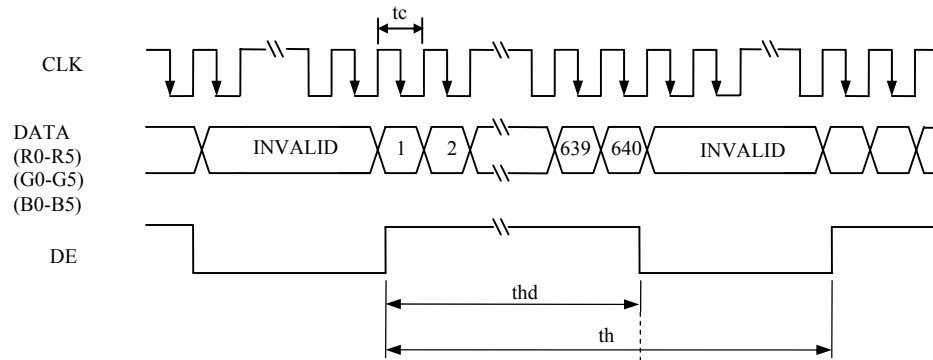 tc
CLK
DATA
(R0-R5)
(G0-G5)
(B0-B5)
INVALID 1 2 639 640 INVALID
DE
thd
th